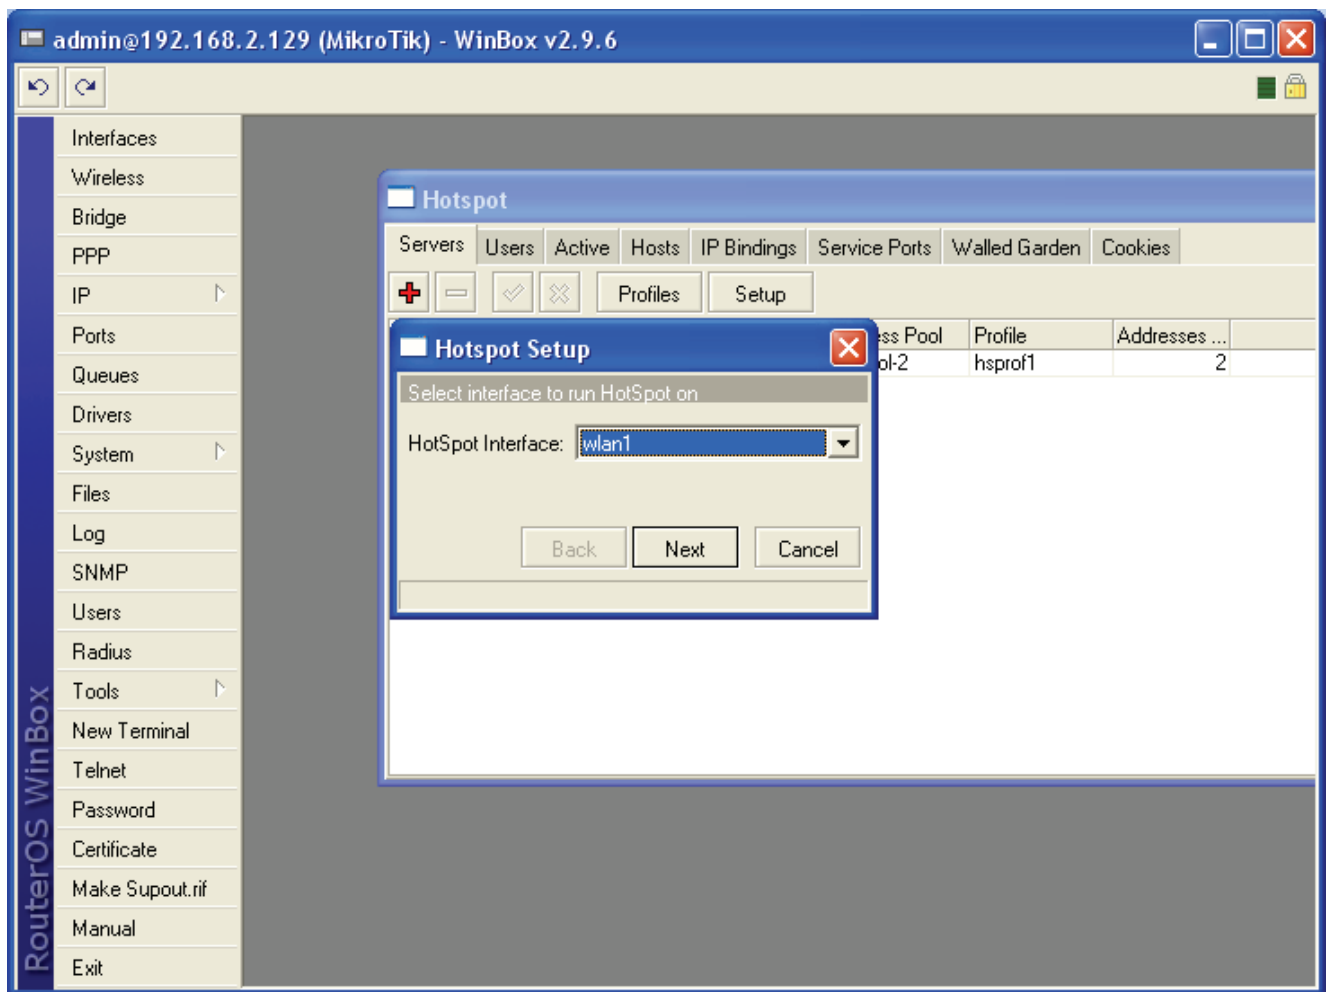 admin@192.168.2.129 (MikroTik) - WinBox v2.9.6
RouterOS WinBox
Interfaces
Wireless
Bridge
PPP
IP
Ports
Queues
Drivers
System
Files
Log
SNMP
Users
Radius
Tools
New Terminal
Telnet
Password
Certificate
Make Supout.rif
Manual
Exit
Hotspot
Servers Users Active Hosts IP Bindings Service Ports Walled Garden Cookies
Profiles Setup
ess Pool Profile Addresses ...
ol-2 hsprof1 2
Hotspot Setup
Select interface to run HotSpot on
HotSpot Interface: wlan1
Back Next Cancel